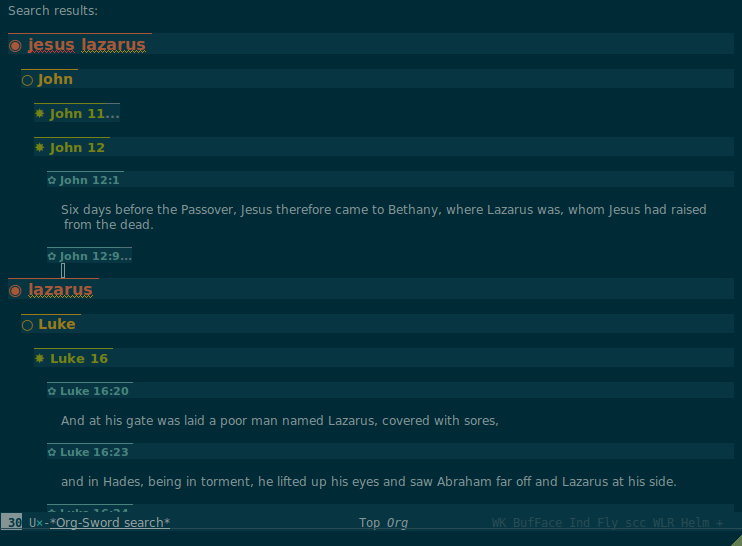 Search results:
◉ jesus lazarus
○ John
✸ John 11...
✸ John 12
✿ John 12:1
Six days before the Passover, Jesus therefore came to Bethany, where Lazarus was, whom Jesus had raised
from the dead.
✿ John 12:9...
◉ lazarus
○ Luke
✸ Luke 16
✿ Luke 16:20
And at his gate was laid a poor man named Lazarus, covered with sores,
✿ Luke 16:23
and in Hades, being in torment, he lifted up his eyes and saw Abraham far off and Lazarus at his side.
✿ Luke 16:24
30 U×-*Org-Sword search* Top Org WK BufFace Ind Fly scc WLR Helm +